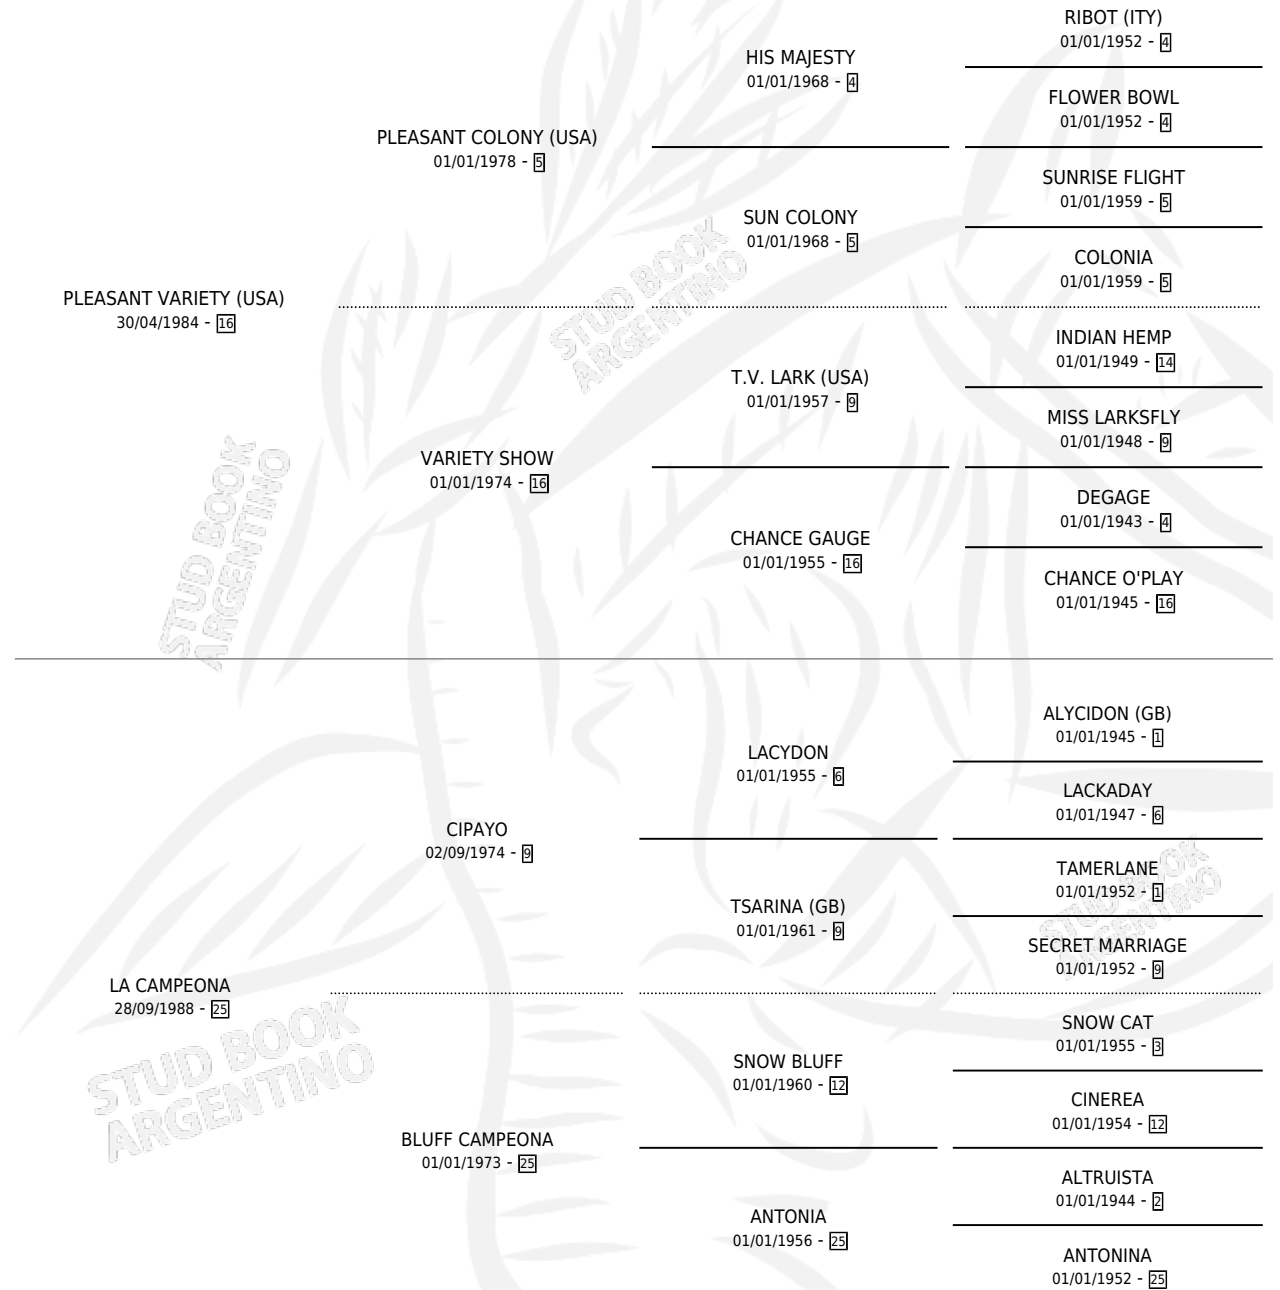 RIBOT (ITY)
01/01/1952 - 4
HIS MAJESTY
01/01/1968 - 4
FLOWER BOWL
01/01/1952 - 4
PLEASANT COLONY (USA)
01/01/1978 - 5
SUNRISE FLIGHT
01/01/1959 - 5
SUN COLONY
01/01/1968 - 5
COLONIA
01/01/1959 - 5
PLEASANT VARIETY (USA)
30/04/1984 - 16
INDIAN HEMP
01/01/1949 - 14
T.V. LARK (USA)
01/01/1957 - 9
MISS LARKSFLY
01/01/1948 - 9
VARIETY SHOW
01/01/1974 - 16
DEGAGE
01/01/1943 - 4
CHANCE GAUGE
01/01/1955 - 16
CHANCE O'PLAY
01/01/1945 - 16
ALYCIDON (GB)
01/01/1945 - 1
LACYDON
01/01/1955 - 6
LACKADAY
01/01/1947 - 6
CIPAYO
02/09/1974 - 9
TAMERLANE
01/01/1952 - 1
TSARINA (GB)
01/01/1961 - 9
SECRET MARRIAGE
01/01/1952 - 9
LA CAMPEONA
28/09/1988 - 25
SNOW CAT
01/01/1955 - 3
SNOW BLUFF
01/01/1960 - 12
CINEREA
01/01/1954 - 12
BLUFF CAMPEONA
01/01/1973 - 25
ALTRUISTA
01/01/1944 - 2
ANTONIA
01/01/1956 - 25
ANTONINA
01/01/1952 - 25
STUD BOOK
ARGENTINO
STUD BOOK
ARGENTINO
STUD BOOK
ARGENTINO
STUD BOOK
ARGENTINO